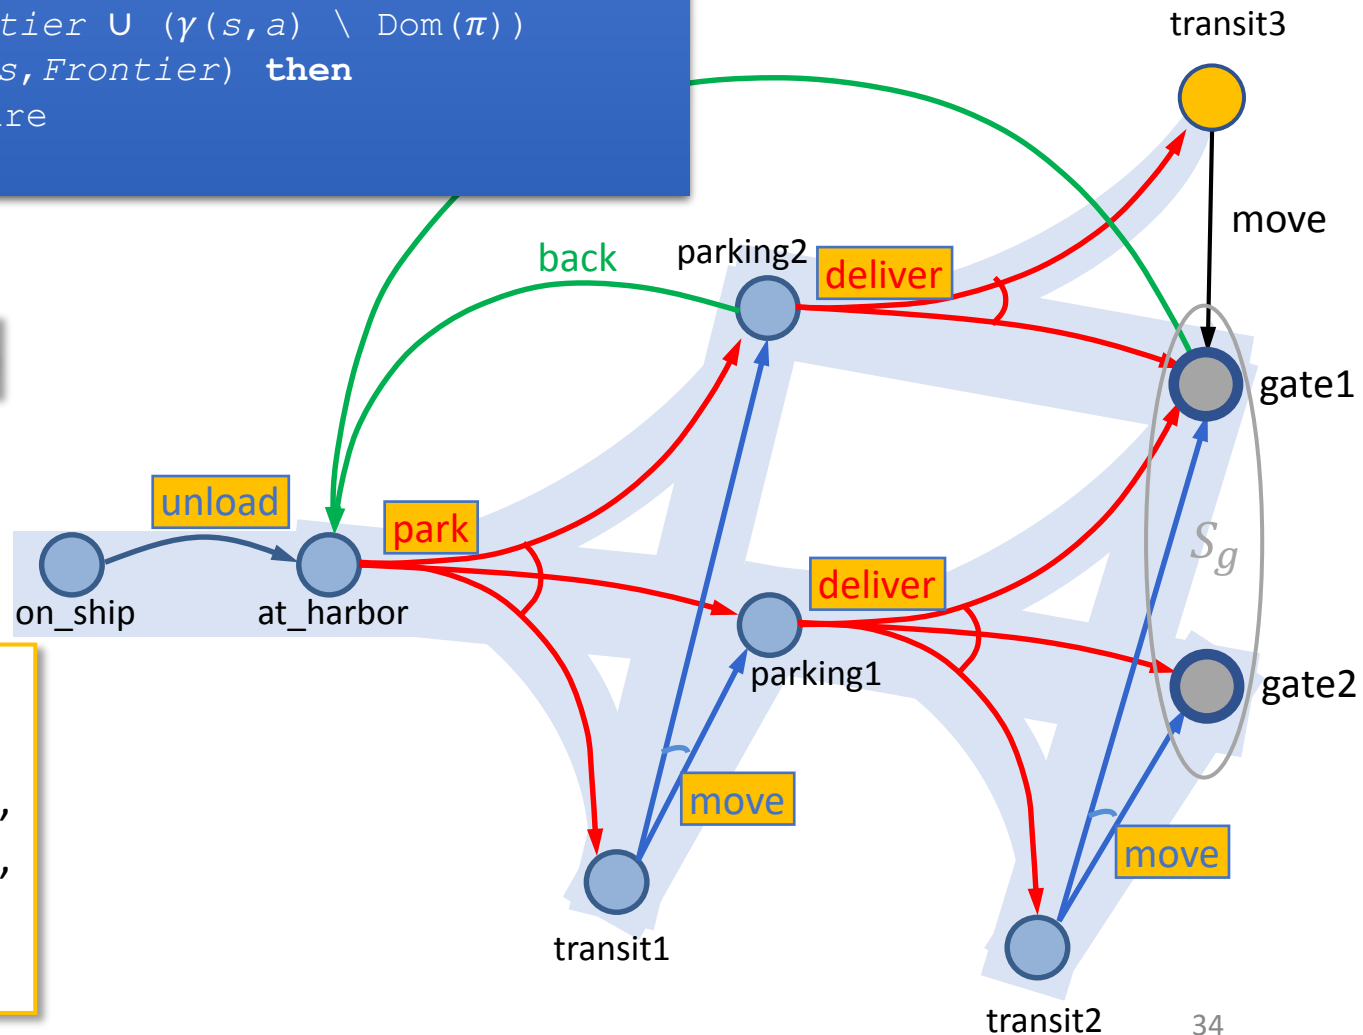 tier ∪ (γ(s,a) \ Dom(π))
s,Frontier) then
re
transit3
move
parking2
deliver
back
gate1
unload
park
S_g
deliver
on_ship
at_harbor
parking1
gate2
,
move
,
move
transit1
transit2
34